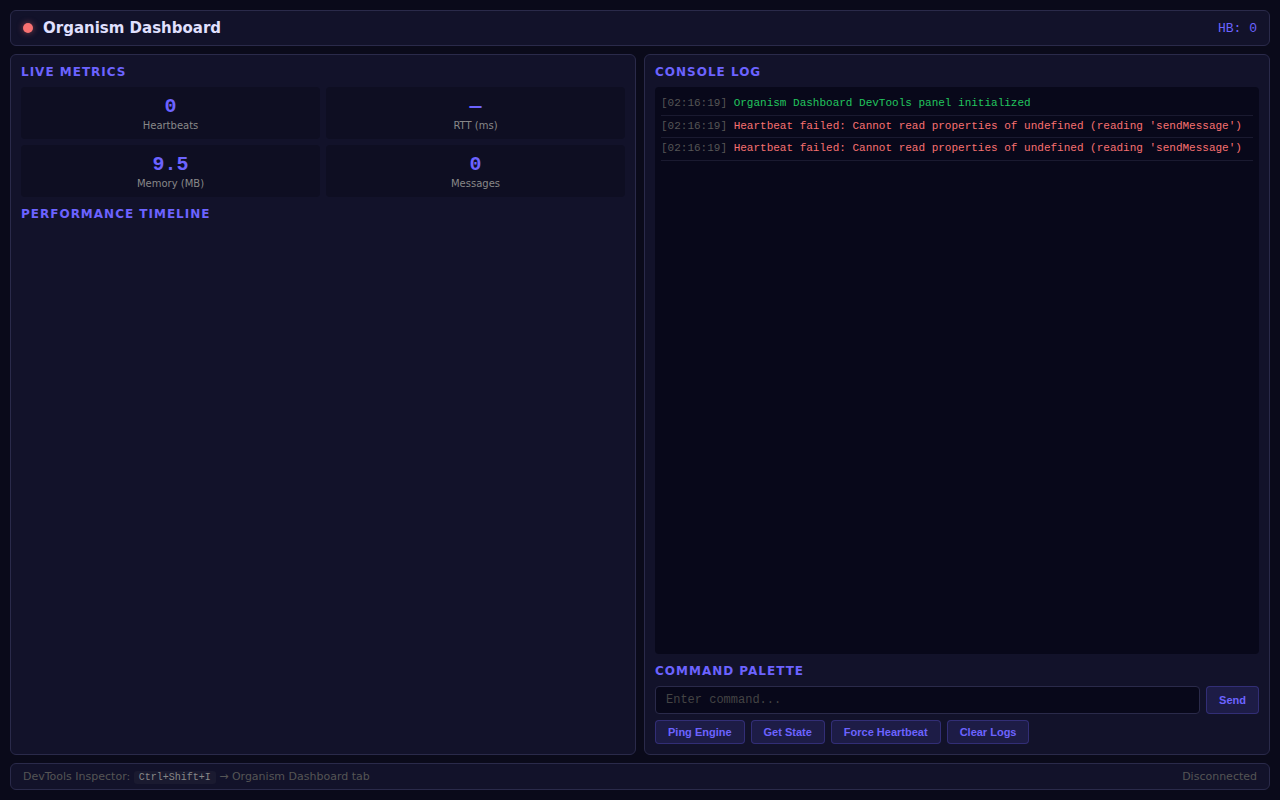 Organism Dashboard
HB: 0
LIVE METRICS
0
Heartbeats
—
RTT (ms)
9.5
Memory (MB)
0
Messages
PERFORMANCE TIMELINE
CONSOLE LOG
[02:16:19] Organism Dashboard DevTools panel initialized
[02:16:19] Heartbeat failed: Cannot read properties of undefined (reading 'sendMessage')
[02:16:19] Heartbeat failed: Cannot read properties of undefined (reading 'sendMessage')
COMMAND PALETTE
Enter command...
Send
Ping Engine
Get State
Force Heartbeat
Clear Logs
DevTools Inspector: Ctrl+Shift+I → Organism Dashboard tab
Disconnected